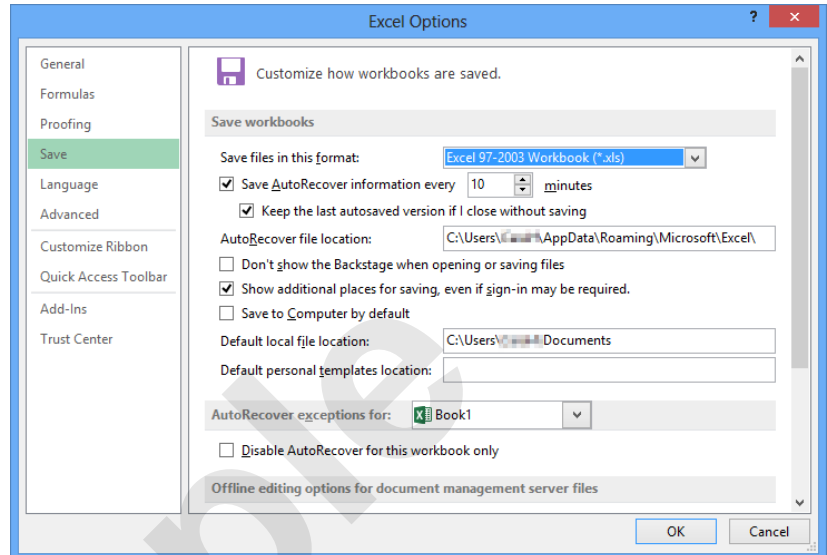 Excel Options
?
General
Formulas
Proofing
Save
Language
Advanced
Customize Ribbon
Quick Access Toolbar
Add-Ins
Trust Center
Customize how workbooks are saved.
Save workbooks
Save files in this format: Excel 97-2003 Workbook (*.xls)
Save AutoRecover information every 10 minutes
Keep the last autosaved version if I close without saving
AutoRecover file location: C:\Users\ \AppData\Roaming\Microsoft\Excel\
Don't show the Backstage when opening or saving files
Show additional places for saving, even if sign-in may be required.
Save to Computer by default
Default local file location: C:\Users\ Documents
Default personal templates location:
AutoRecover exceptions for: Book1
Disable AutoRecover for this workbook only
Offline editing options for document management server files
OK Cancel
ple